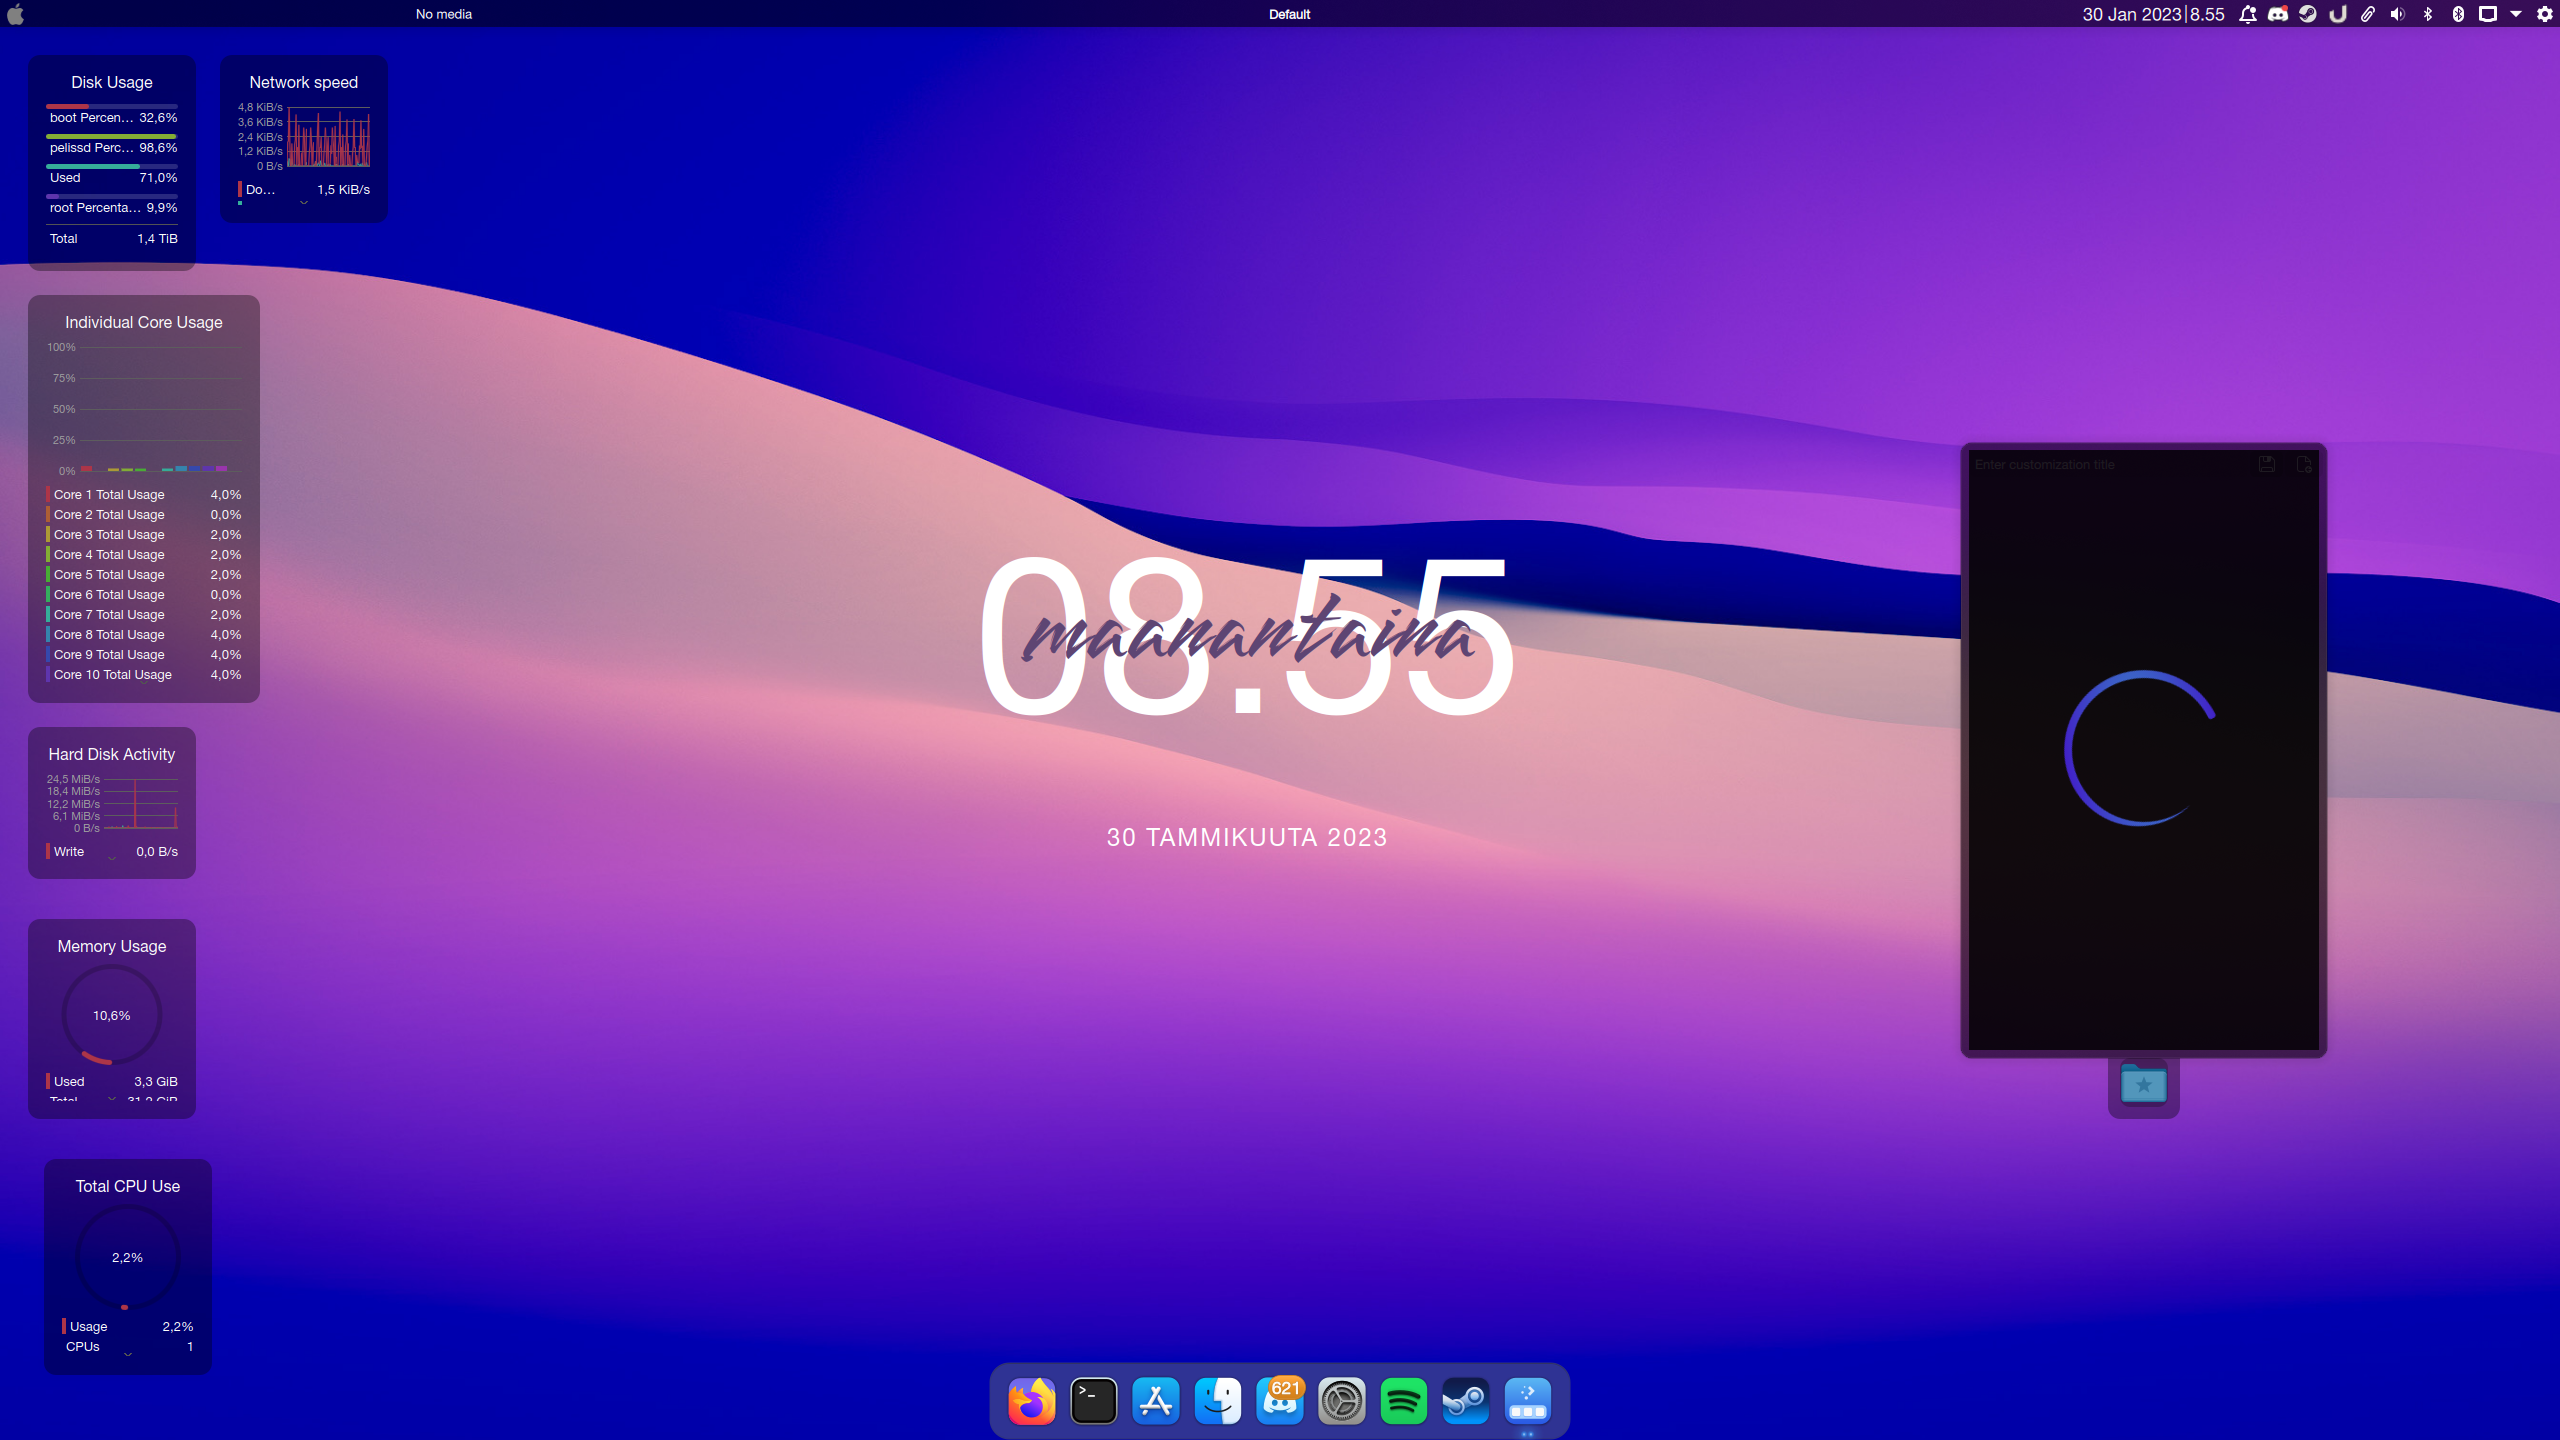 No media
Default
30 Jan 2023|8.55
Disk Usage
boot Percen... 32,6%
pelissd Perc... 98,6%
Used 71,0%
root Percenta... 9,9%
Total 1,4 TiB
Network speed
4,8 KiB/s
3,6 KiB/s
2,4 KiB/s
1,2 KiB/s
0 B/s
Do... 1,5 KiB/s
Individual Core Usage
100%
75%
50%
25%
0%
Core 1 Total Usage 4,0%
Core 2 Total Usage 0,0%
Core 3 Total Usage 2,0%
Core 4 Total Usage 2,0%
Core 5 Total Usage 2,0%
Core 6 Total Usage 0,0%
Core 7 Total Usage 2,0%
Core 8 Total Usage 4,0%
Core 9 Total Usage 4,0%
Core 10 Total Usage 4,0%
Hard Disk Activity
24,5 MiB/s
18,4 MiB/s
12,2 MiB/s
6,1 MiB/s
0 B/s
Write 0,0 B/s
Memory Usage
10,6%
Used 3,3 GiB
Total 31,2 GiB
Total CPU Use
2,2%
Usage 2,2%
CPUs 1
08.55
maanantaina
30 TAMMIKUUTA 2023
Enter customization title
621